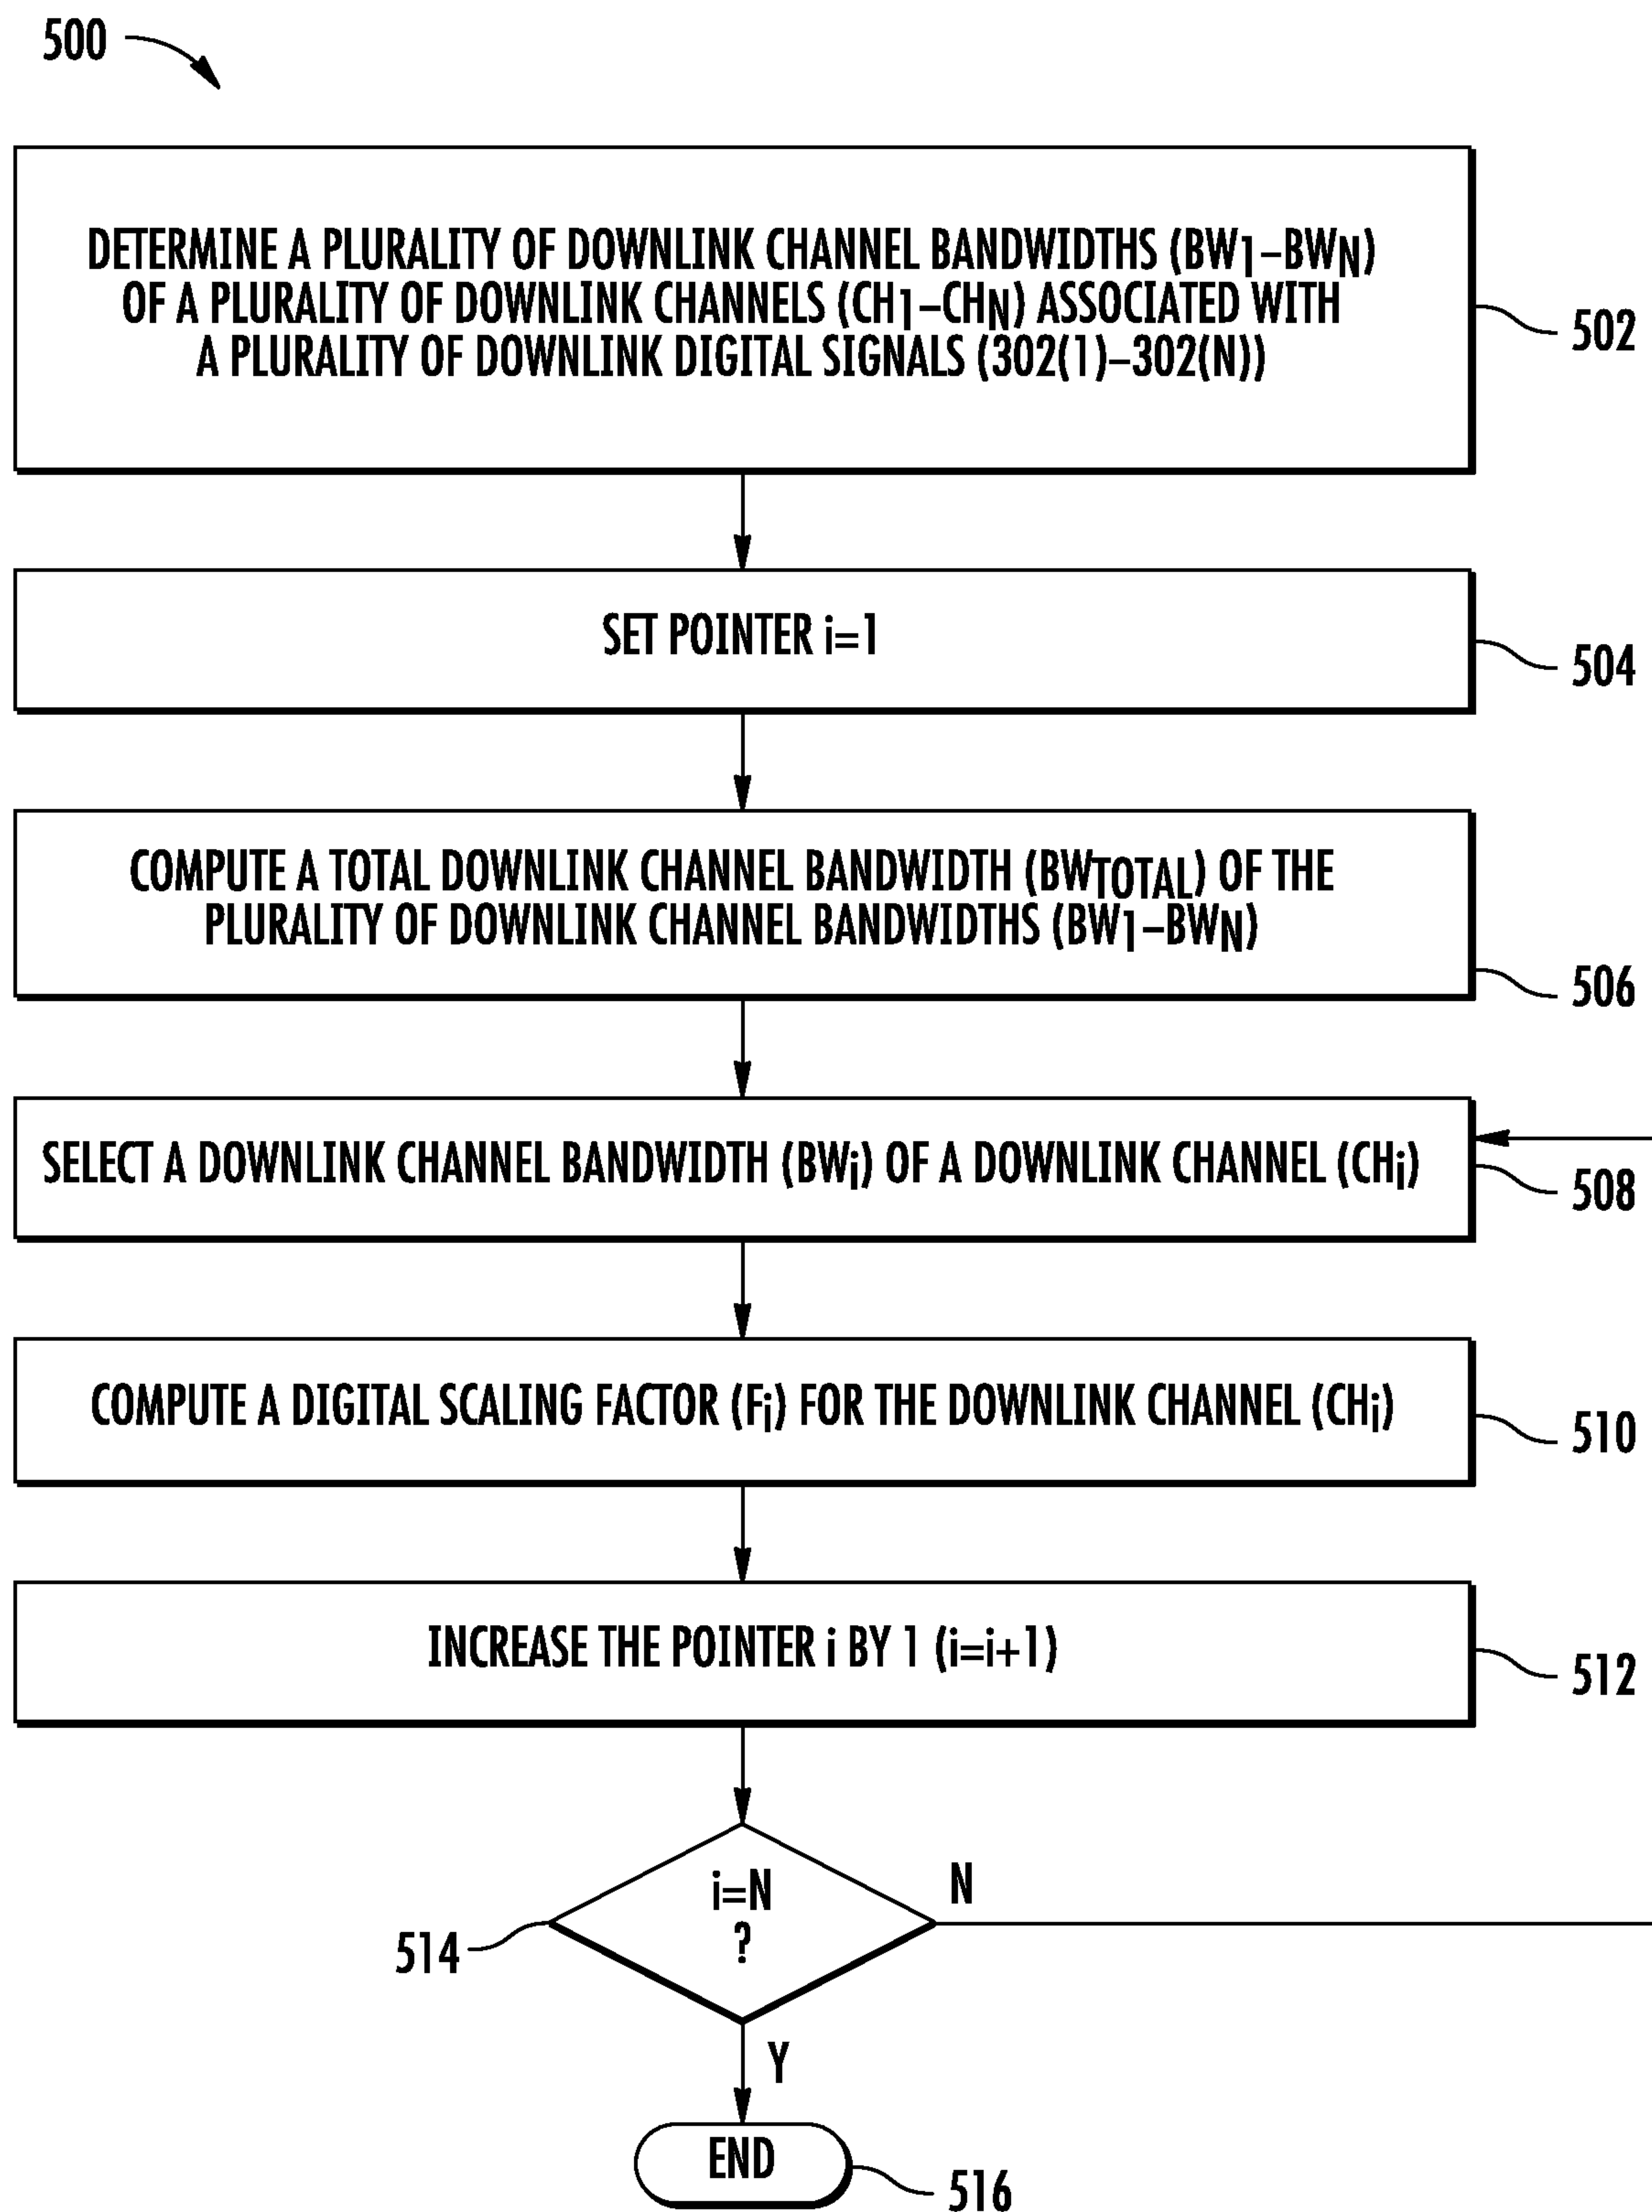 500
DETERMINE A PLURALITY OF DOWNLINK CHANNEL BANDWIDTHS (BW1–BWN)
OF A PLURALITY OF DOWNLINK CHANNELS (CH1–CHN) ASSOCIATED WITH
A PLURALITY OF DOWNLINK DIGITAL SIGNALS (302(1)–302(N))
502
SET POINTER i=1
504
COMPUTE A TOTAL DOWNLINK CHANNEL BANDWIDTH (BWTOTAL) OF THE
PLURALITY OF DOWNLINK CHANNEL BANDWIDTHS (BW1–BWN)
506
SELECT A DOWNLINK CHANNEL BANDWIDTH (BWi) OF A DOWNLINK CHANNEL (CHi)
508
COMPUTE A DIGITAL SCALING FACTOR (Fi) FOR THE DOWNLINK CHANNEL (CHi)
510
INCREASE THE POINTER i BY 1 (i=i+1)
512
i=N
?
N
514
Y
END
516